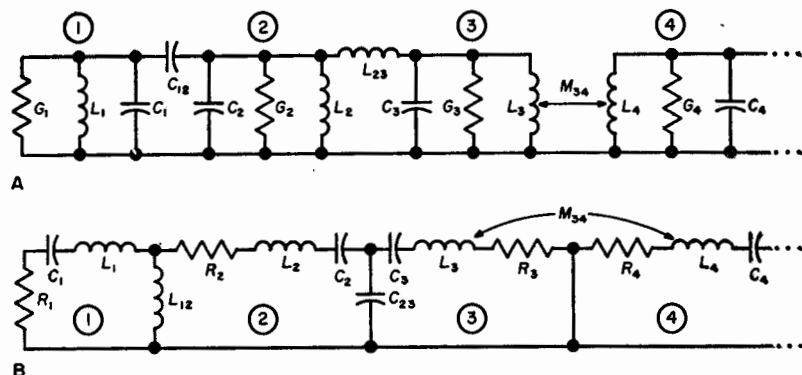 1 2 3 4
C12 L23 M34
G1 L1 C1 C2 G2 L2 C3 G3 L3 L4 G4 C4
A
M34
C1 L1 R2 L2 C2 C3 L3 R3 R4 L4 C4
R1 L12 C23
1 2 3 4
B